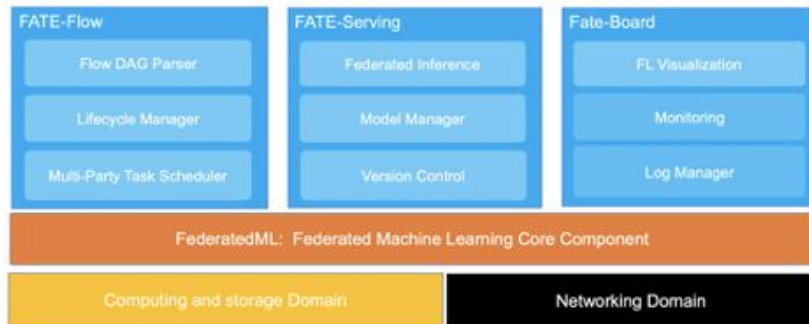 FATE-Flow
Flow DAG Parser
Lifecycle Manager
Multi-Party Task Scheduler
FATE-Serving
Federated Inference
Model Manager
Version Control
Fate-Board
FL Visualization
Monitoring
Log Manager
FederatedML: Federated Machine Learning Core Component
Computing and storage Domain
Networking Domain